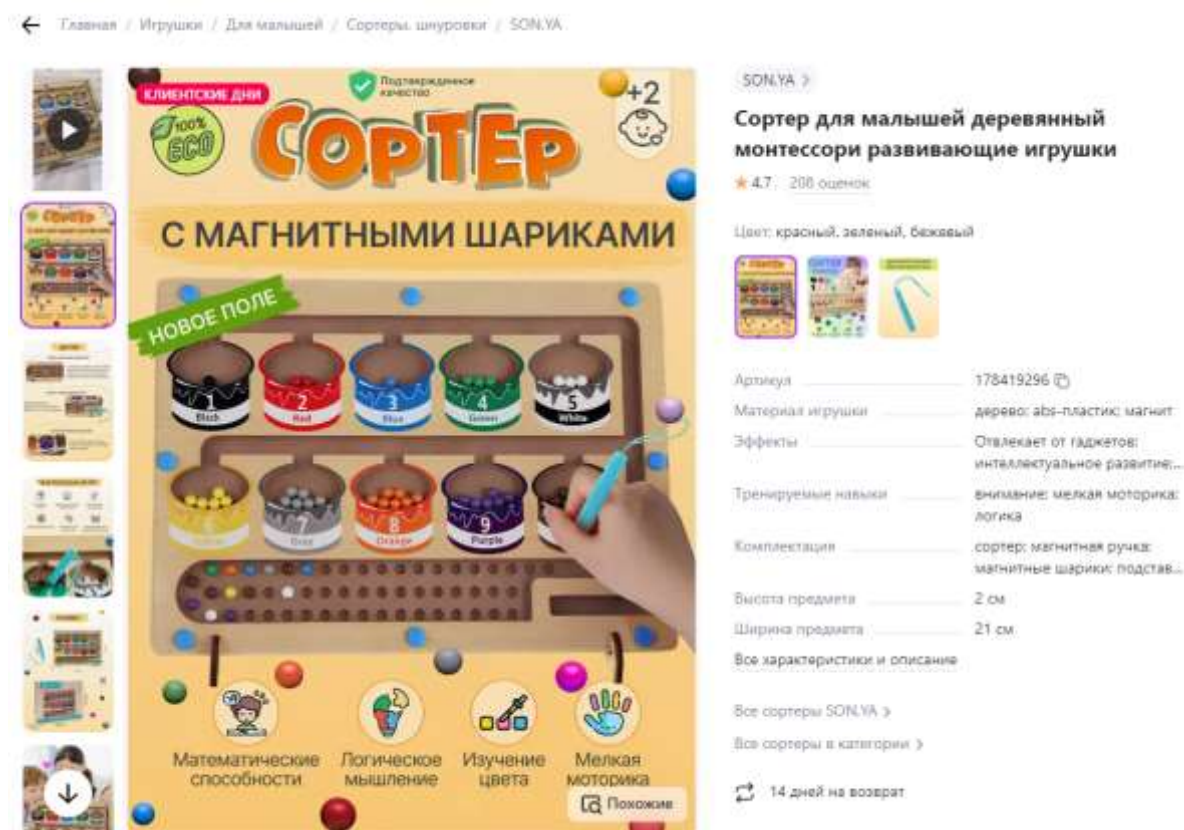 Главная / Игрушки / Для малышей / Сортеры, шнуровки / SON.YA
КЛИЕНТСКИЕ ДНИ
Подтвержденное
качество
+2
100%
ECO
СОРТЕР
С МАГНИТНЫМИ ШАРИКАМИ
НОВОЕ ПОЛЕ
1
Black
2
Red
3
Blue
4
Green
5
White
7
Gray
8
Orange
9
Purple
Математические
способности
Логическое
мышление
Изучение
цвета
Мелкая
моторика
Похожие
SON.YA
Сортер для малышей деревянный
монтессори развивающие игрушки
4.7 208 оценок
Цвет: красный, зеленый, бежевый
Артикул 178419296
Материал игрушки дерево; abs-пластик; магнит
Эффекты Отвлекает от гаджетов;
интеллектуальное развитие;...
Тренируемые навыки внимание; мелкая моторика;
логика
Комплектация сортер; магнитная ручка;
магнитные шарики; подстав...
Высота предмета 2 см
Ширина предмета 21 см
Все характеристики и описание
Все сортеры SON.YA
Все сортеры в категории
14 дней на возврат